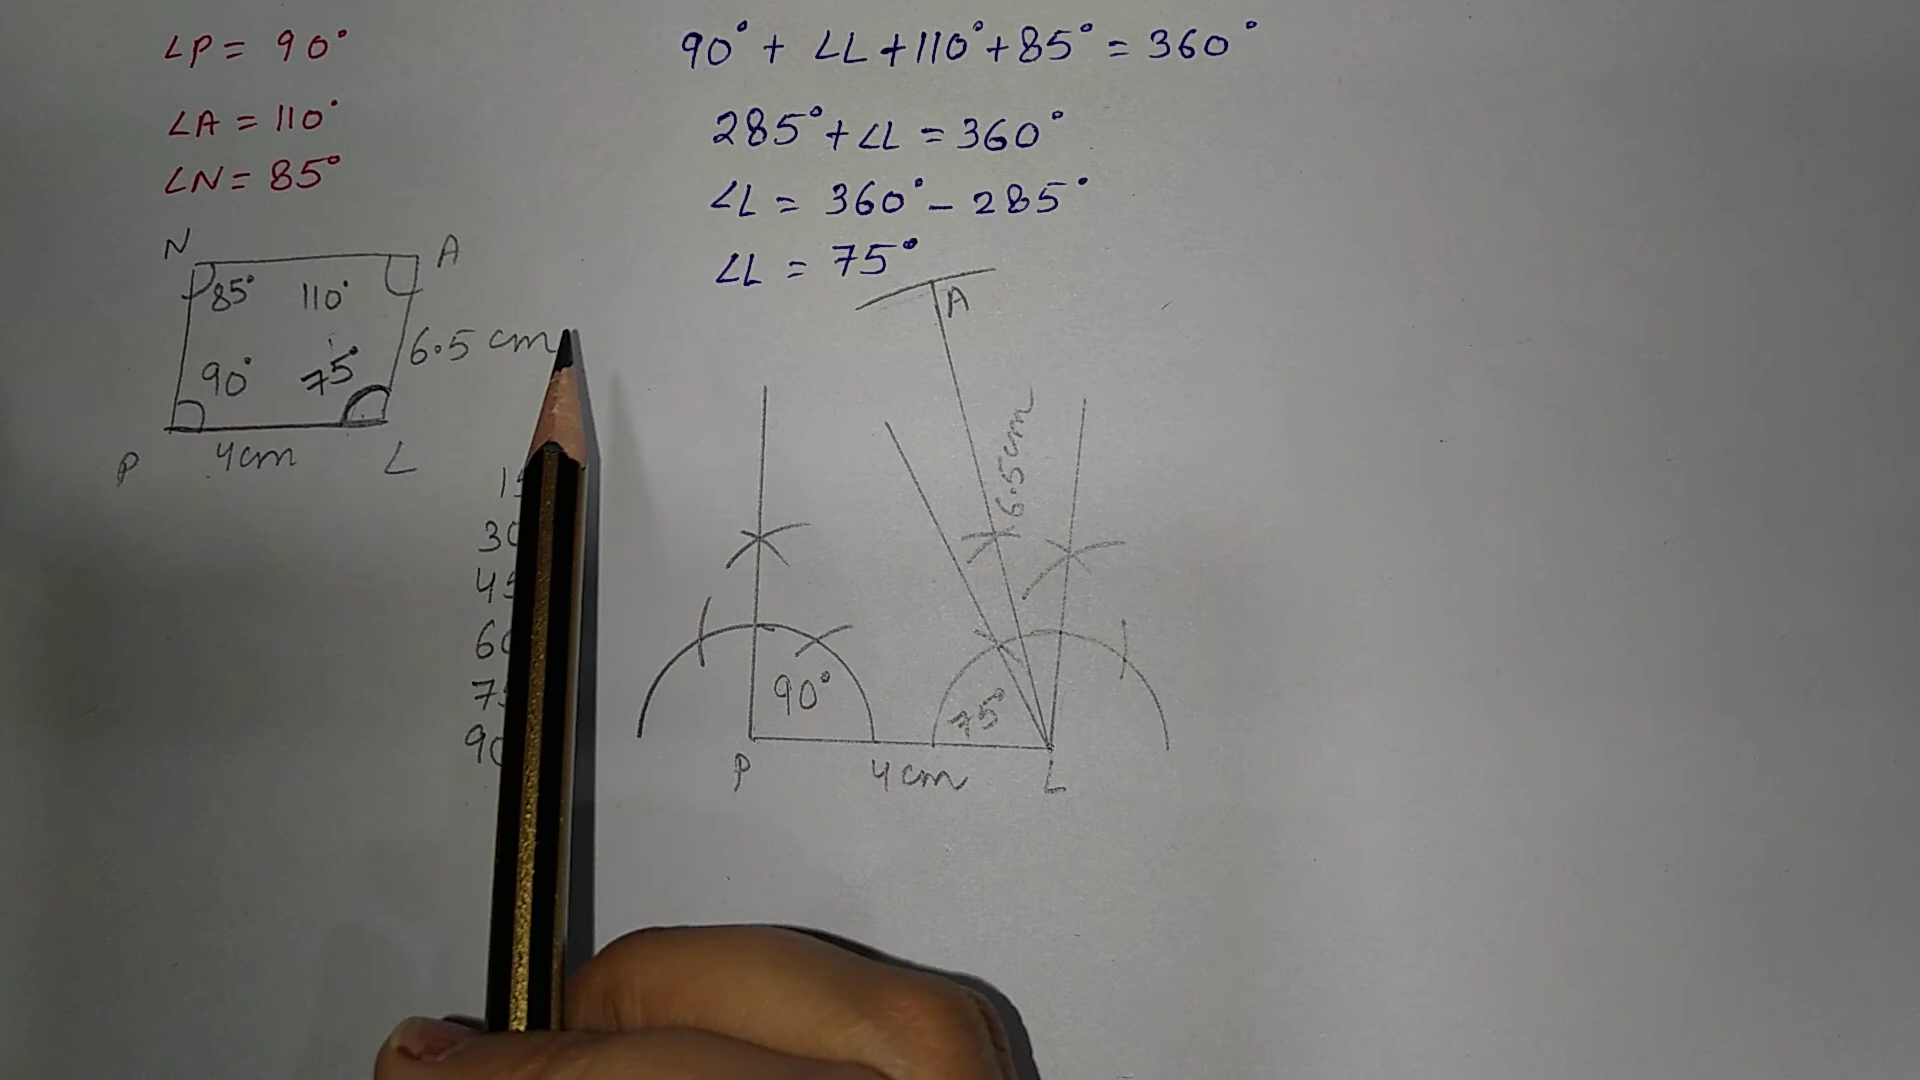 ∠P = 90°
∠A = 110°
∠N = 85°
90° + ∠L + 110° + 85° = 360°
285° + ∠L = 360°
∠L = 360° - 285°
∠L = 75°
N A
85° 110°
6.5 cm
90° 75°
P 4cm L
A
6.5cm
90° 75°
P 4cm L